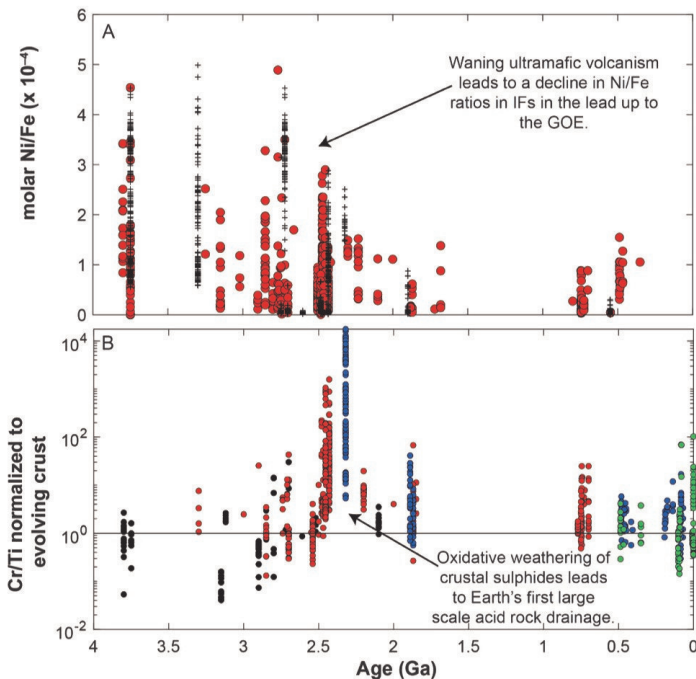 A
6
5
4
3
2
1
0
molar Ni/Fe (x 10⁻⁴)
Waning ultramafic volcanism
leads to a decline in Ni/Fe
ratios in IFs in the lead up to
the GOE.
B
10⁴
10²
10⁰
10⁻²
Cr/Ti normalized to
evolving crust
Oxidative weathering of
crustal sulphides leads
to Earth's first large
scale acid rock drainage.
4 3.5 3 2.5 2 1.5 1 0.5 0
Age (Ga)